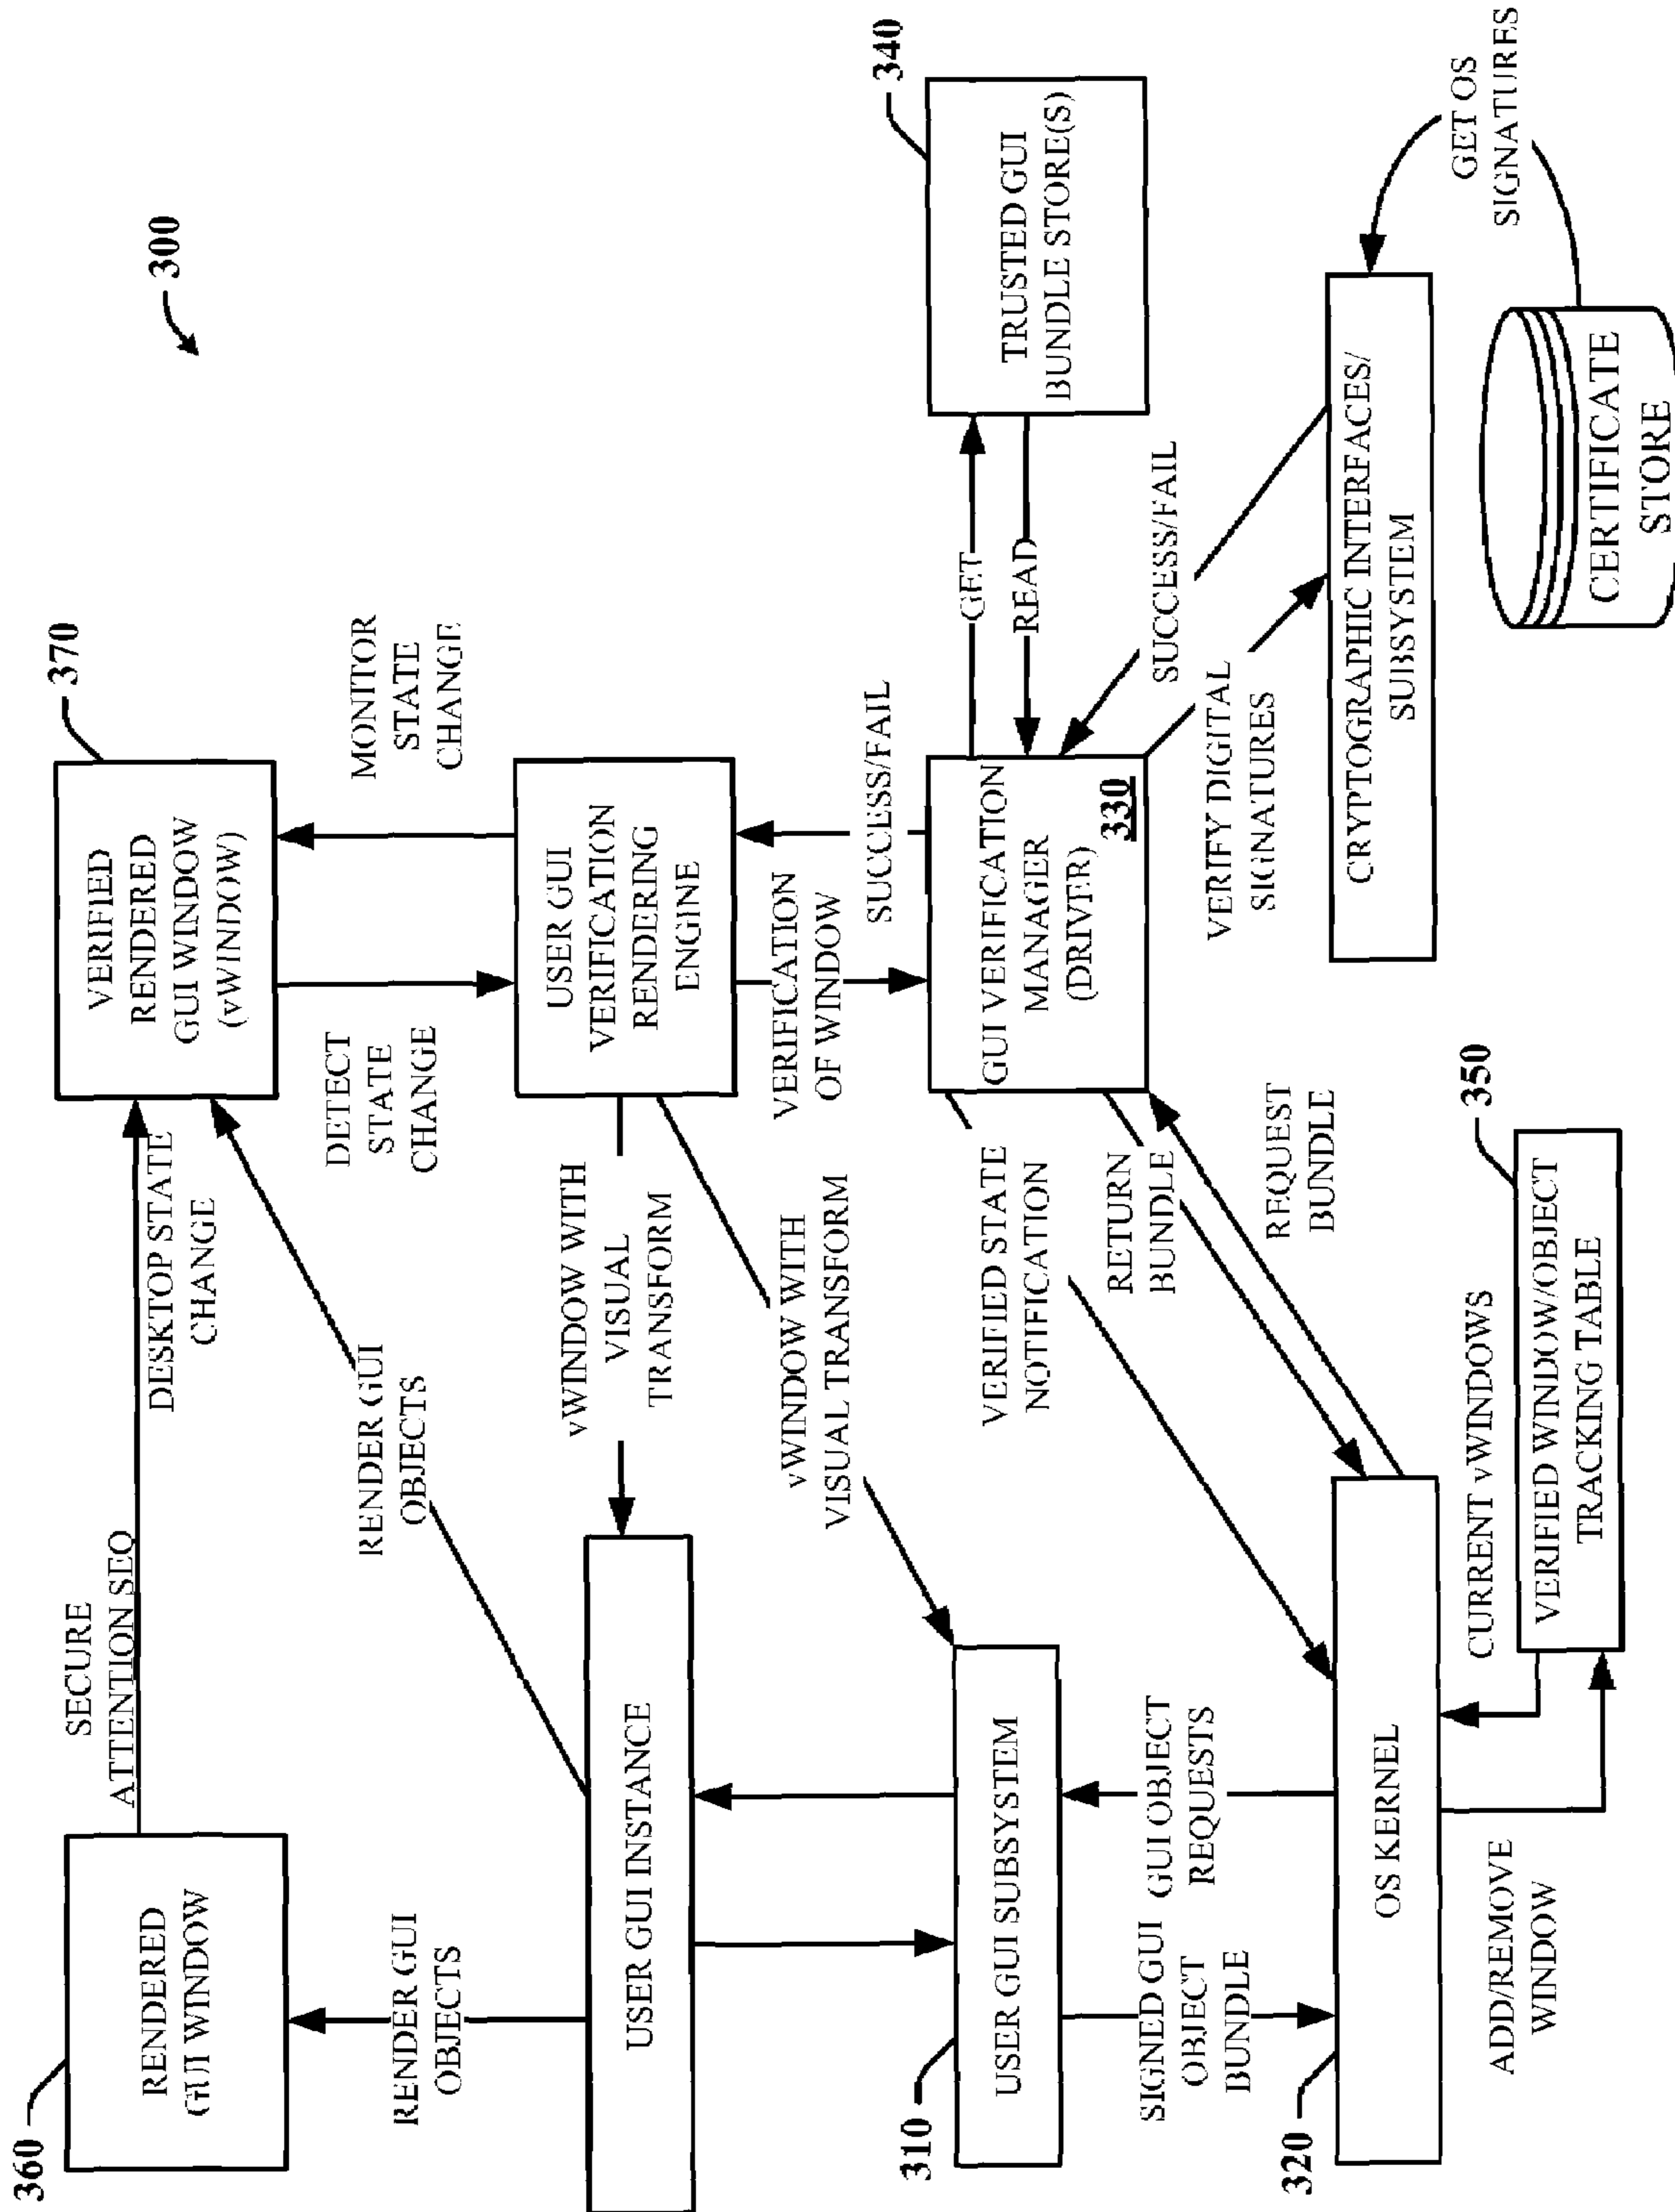 300
360
RENDERED
GUI WINDOW
SECURE
ATTENTION SEQ
DESKTOP STATE
CHANGE
370
VERIFIED
RENDERED
GUI WINDOW
(vWINDOW)
RENDER GUI
OBJECTS
RENDER GUI
OBJECTS
DETECT
STATE
CHANGE
MONITOR
STATE
CHANGE
USER GUI INSTANCE
vWINDOW WITH
VISUAL
TRANSFORM
USER GUI
VERIFICATION
RENDERING
ENGINE
vWINDOW WITH
VISUAL TRANSFORM
VERIFICATION
OF WINDOW
SUCCESS/FAIL
310
USER GUI SUBSYSTEM
GUI VERIFICATION
MANAGER
(DRIVER)
330
GET
READ
340
TRUSTED GUI
BUNDLE STORE(S)
SIGNED GUI
OBJECT
BUNDLE
GUI OBJECT
REQUESTS
VERIFIED STATE
NOTIFICATION
RETURN
BUNDLE
REQUEST
BUNDLE
VERIFY DIGITAL
SIGNATURES
SUCCESS/FAIL
320
OS KERNEL
CRYPTOGRAPHIC INTERFACES/
SUBSYSTEM
GET OS
SIGNATURES
ADD/REMOVE
WINDOW
CURRENT vWINDOWS
350
VERIFIED WINDOW/OBJECT
TRACKING TABLE
CERTIFICATE
STORE